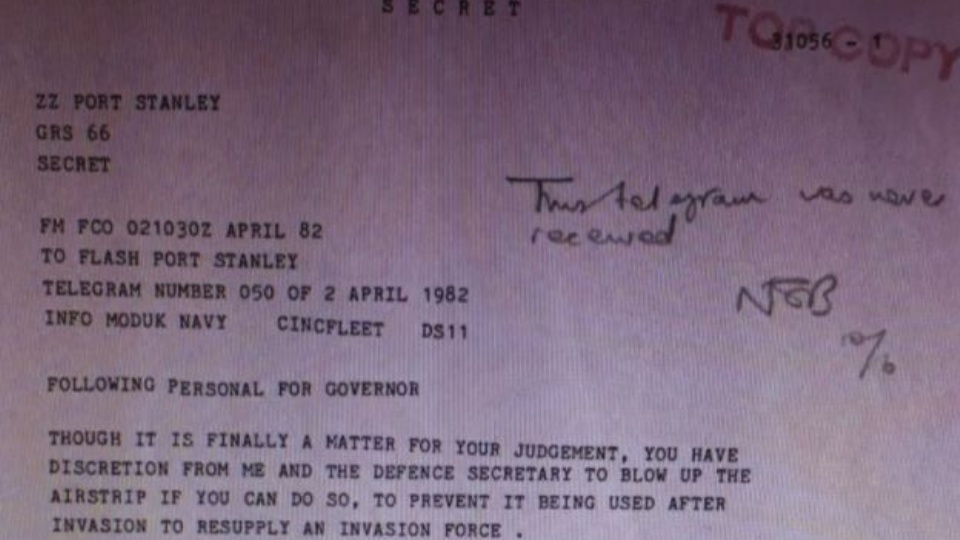 SECRET
TOP COPY
31056 - 1
ZZ PORT STANLEY
GRS 66
SECRET
This telegram was never
received
FM FCO 021030Z APRIL 82
TO FLASH PORT STANLEY
TELEGRAM NUMBER 050 OF 2 APRIL 1982
INFO MODUK NAVY CINCFLEET DS11
NEB
FOLLOWING PERSONAL FOR GOVERNOR
THOUGH IT IS FINALLY A MATTER FOR YOUR JUDGEMENT, YOU HAVE
DISCRETION FROM ME AND THE DEFENCE SECRETARY TO BLOW UP THE
AIRSTRIP IF YOU CAN DO SO, TO PREVENT IT BEING USED AFTER
INVASION TO RESUPPLY AN INVASION FORCE .